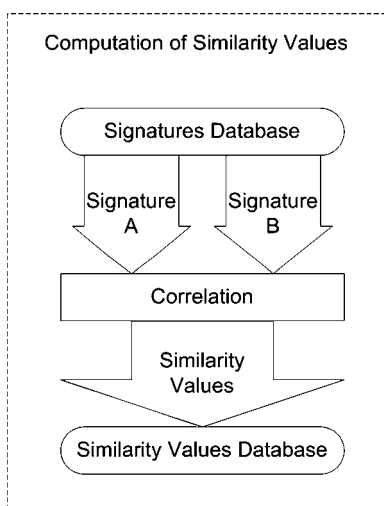 Computation of Similarity Values
Signatures Database
Signature
A
Signature
B
Correlation
Similarity
Values
Similarity Values Database